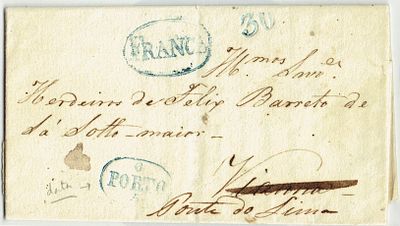 FRANCA
30
Ill.mos Snr.es
Herdeiros de Felix Barreto de
Sá Sotto-maior
O
PORTO
Vianna
Ponte do Lima